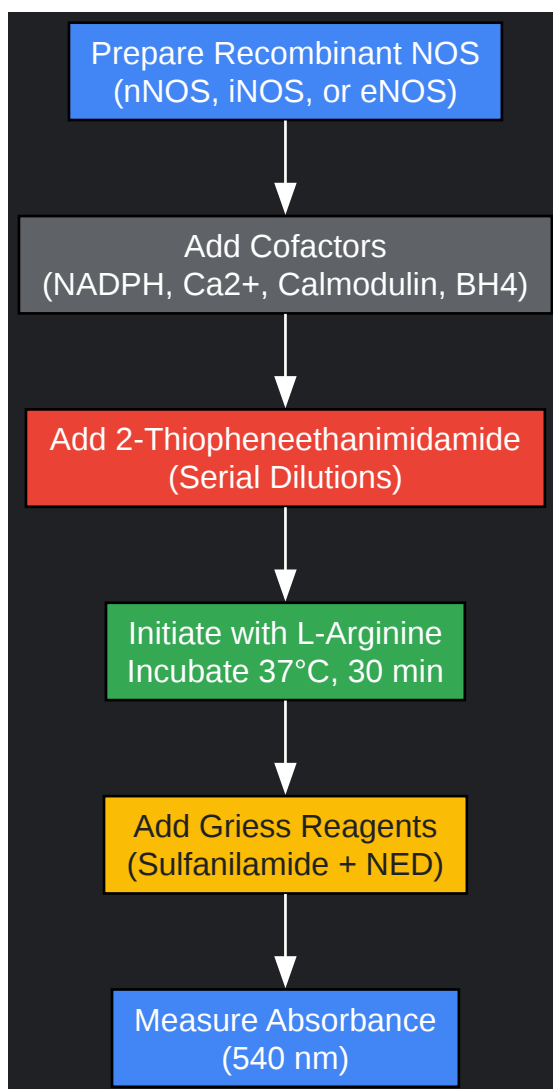 Prepare Recombinant NOS
(nNOS, iNOS, or eNOS)
Add Cofactors
(NADPH, Ca2+, Calmodulin, BH4)
Add 2-Thiopheneethanimidamide
(Serial Dilutions)
Initiate with L-Arginine
Incubate 37°C, 30 min
Add Griess Reagents
(Sulfanilamide + NED)
Measure Absorbance
(540 nm)